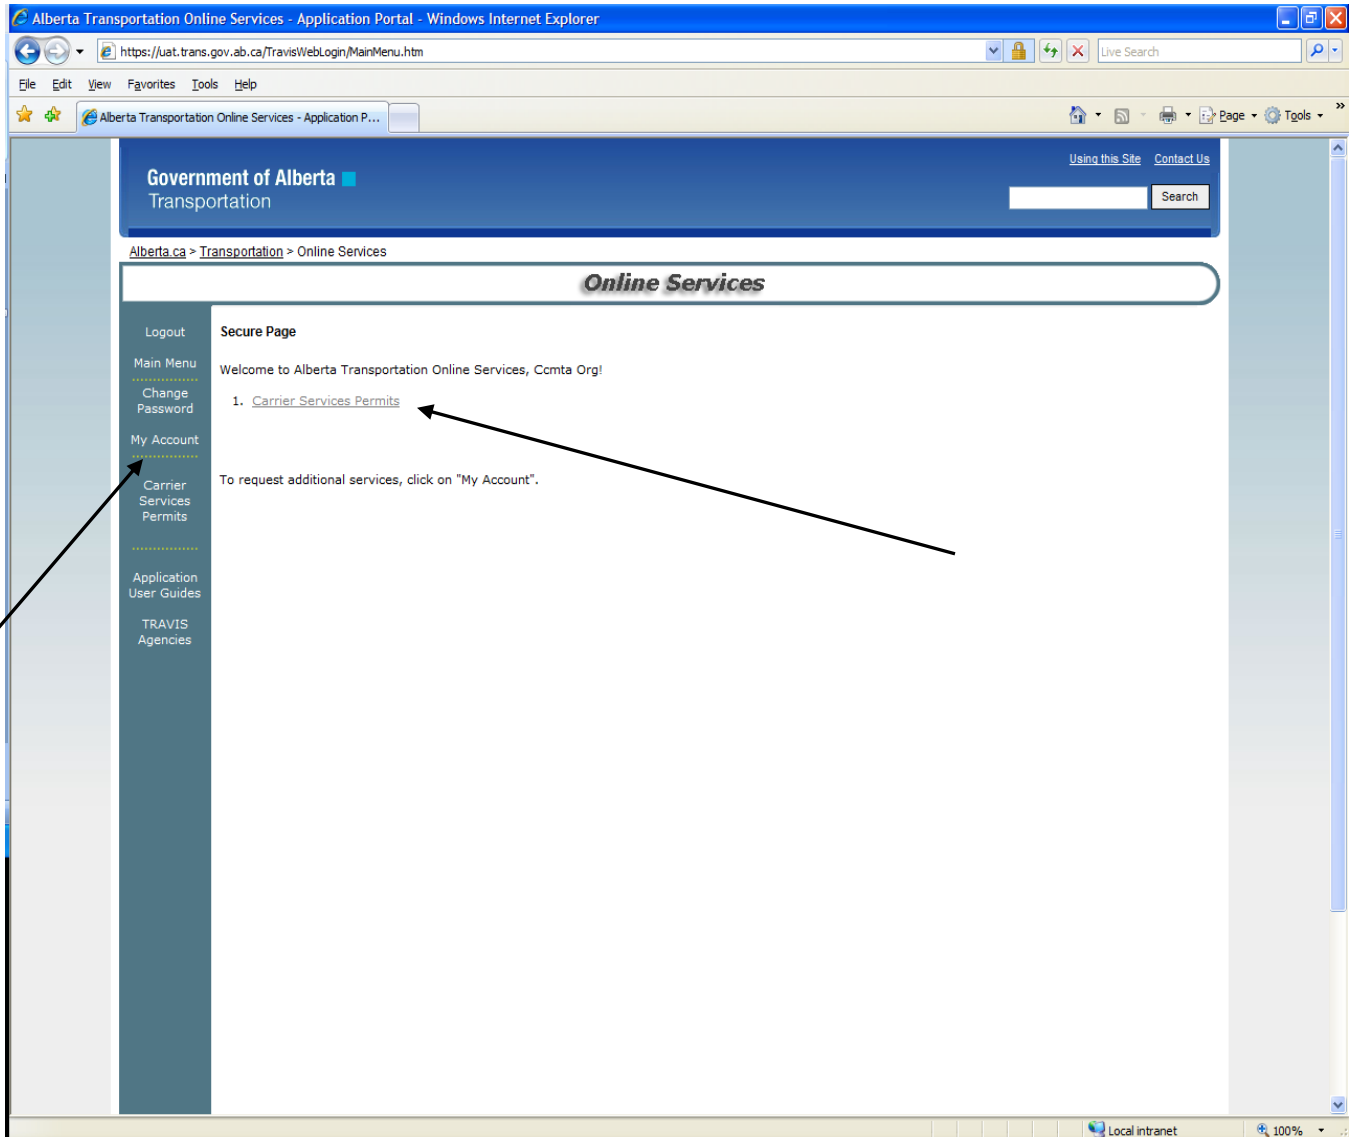 Alberta Transportation Online Services - Application Portal - Windows Internet Explorer
https://uat.trans.gov.ab.ca/TravisWebLogin/MainMenu.htm
Live Search
File Edit View Favorites Tools Help
Alberta Transportation Online Services - Application P...
Page Tools »
Using this Site Contact Us
Government of Alberta
Transportation
Search
Alberta.ca > Transportation > Online Services
Online Services
Logout
Main Menu
Change
Password
My Account
Carrier
Services
Permits
Application
User Guides
TRAVIS
Agencies
Secure Page
Welcome to Alberta Transportation Online Services, Ccmta Org!
1. Carrier Services Permits
To request additional services, click on "My Account".
Local intranet 100%